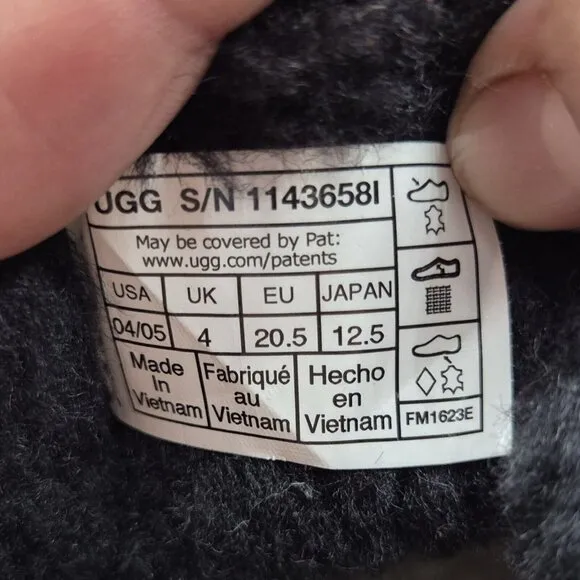 UGG S/N 1143658I
May be covered by Pat:
www.ugg.com/patents
USA UK EU JAPAN
04/05 4 20.5 12.5
Made
In
Vietnam
Fabriqué
au
Vietnam
Hecho
en
Vietnam
FM1623E